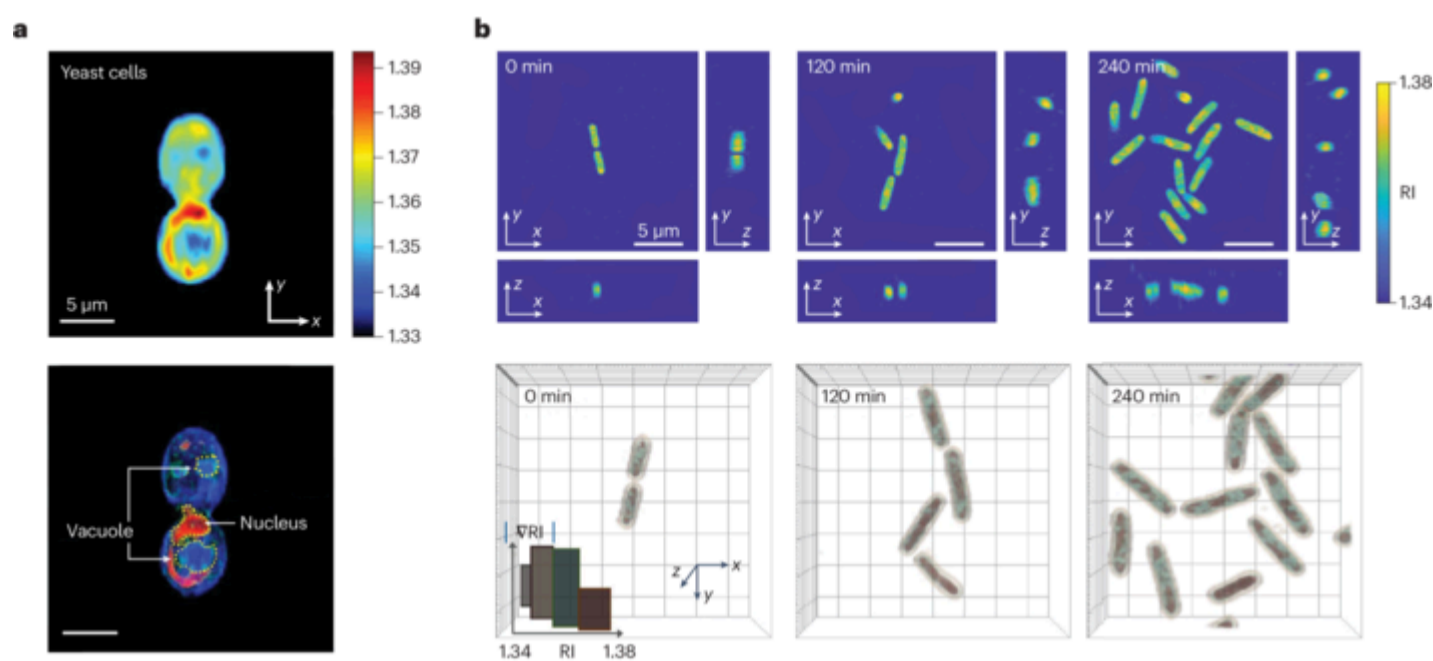 a
Yeast cells
5 µm
y
x
1.39
1.38
1.37
1.36
1.35
1.34
1.33
Vacuole
Nucleus
b
0 min
y
x
5 µm
y
z
z
x
120 min
y
x
y
z
z
x
240 min
y
x
y
z
z
x
1.38
RI
1.34
0 min
∇RI
1.34 RI 1.38
z
x
y
120 min
240 min